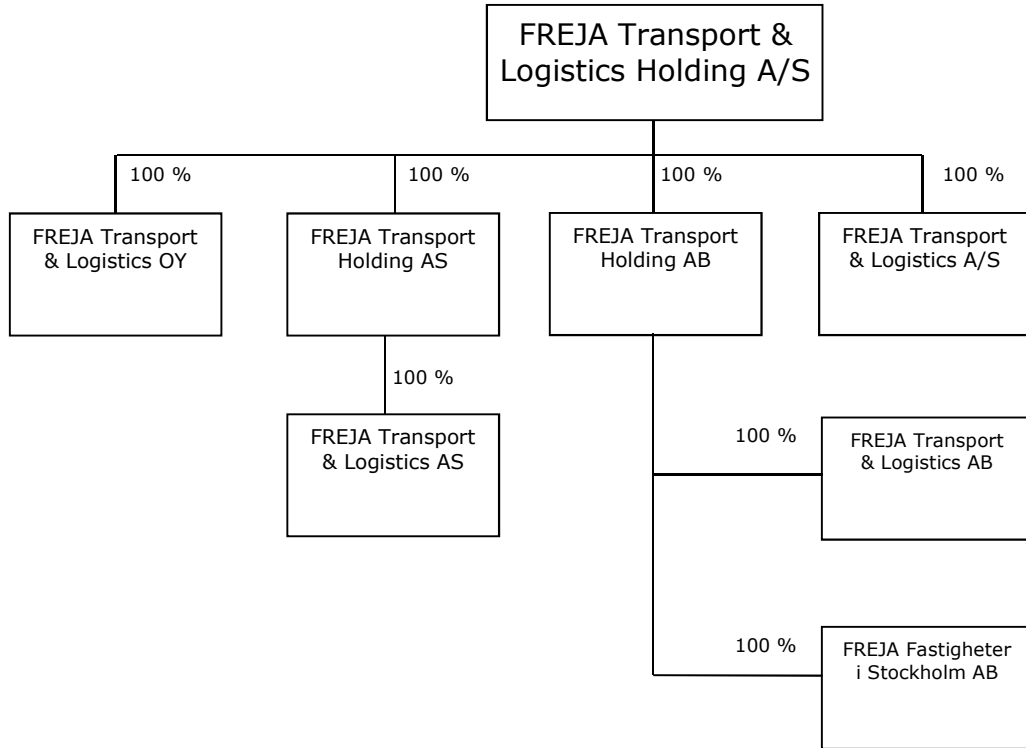 FREJA Transport &
Logistics Holding A/S
100 %
100 %
100 %
100 %
FREJA Transport
& Logistics OY
FREJA Transport
Holding AS
FREJA Transport
Holding AB
FREJA Transport
& Logistics A/S
100 %
FREJA Transport
& Logistics AS
100 %
FREJA Transport
& Logistics AB
100 %
FREJA Fastigheter
i Stockholm AB